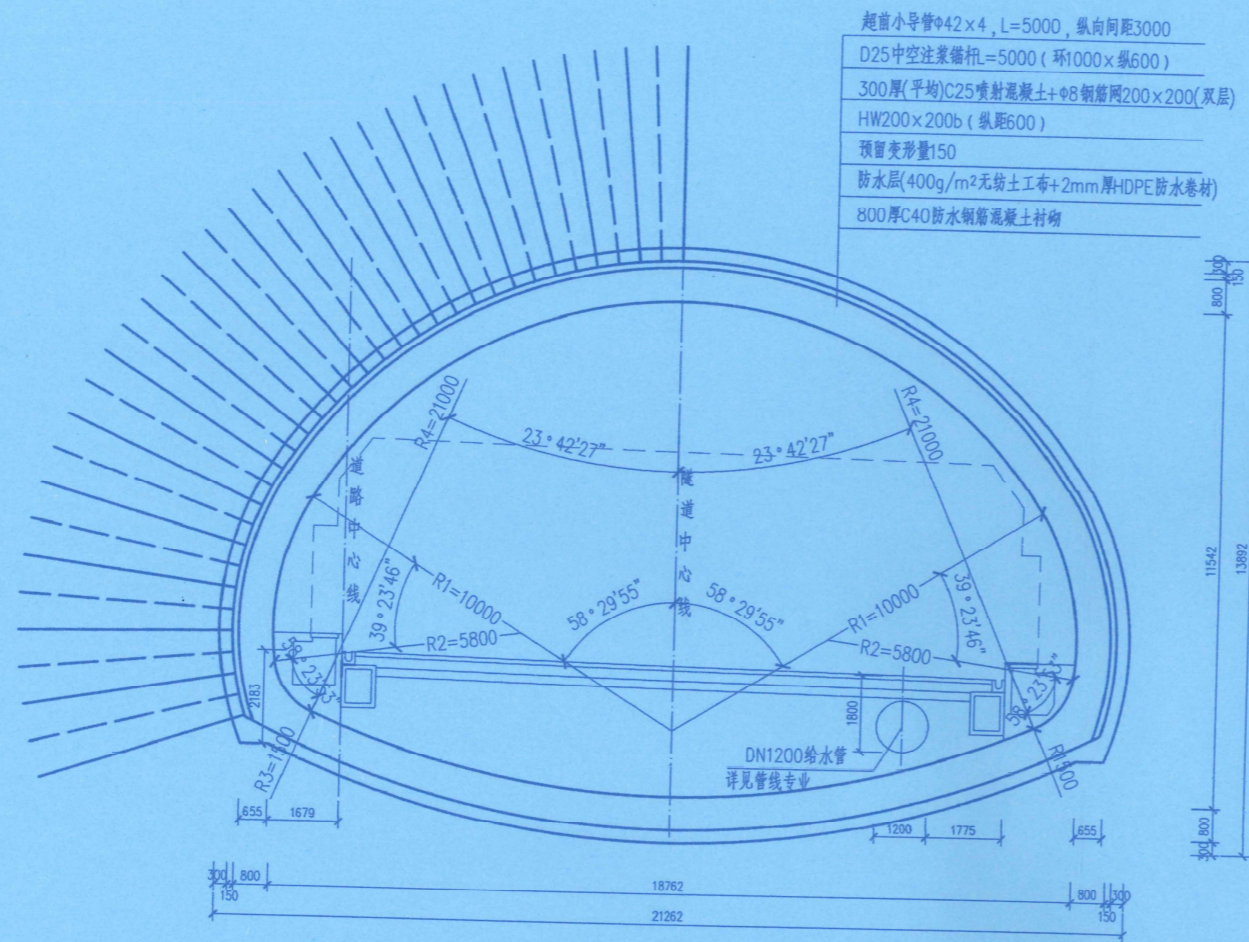 超前小导管Φ42×4,L=5000,纵向间距3000
D25中空注浆锚杆L=5000(环1000×纵600)
300厚(平均)C25喷射混凝土+Φ8钢筋网200×200(双层)
HW200×200b(纵距600)
预留变形量150
防水层(400g/m²无纺土工布+2mm厚HDPE防水卷材)
800厚C40防水钢筋混凝土衬砌
300
150
800
11542
13892
800
300
R4=21000
R4=21000
23°42'27"
23°42'27"
道路中心线
隧道中心线
R1=10000
R1=10000
39°23'46"
39°23'46"
58°29'55"
58°29'55"
R2=5800
R2=5800
58°23'53"
58°23'53"
2183
1800
R3=1500
R1500
DN1200给水管
详见管线专业
655
1679
1200
1775
655
300
150
800
18762
800
150
300
21262